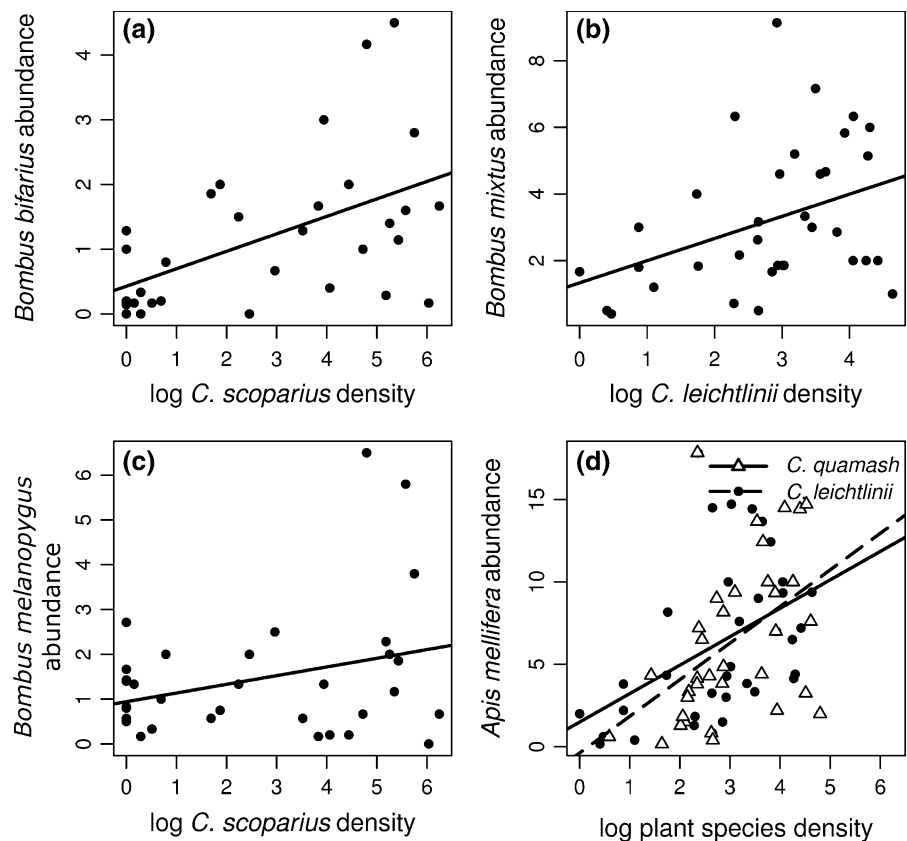 (a)
Bombus bifarius abundance
4
3
2
1
0
0 1 2 3 4 5 6
log C. scoparius density
(b)
Bombus mixtus abundance
8
6
4
2
0 1 2 3 4
log C. leichtlinii density
(c)
Bombus melanopygus
abundance
6
5
4
3
2
1
0
0 1 2 3 4 5 6
log C. scoparius density
(d)
C. quamash
C. leichtlinii
Apis mellifera abundance
15
10
5
0
0 1 2 3 4 5 6
log plant species density